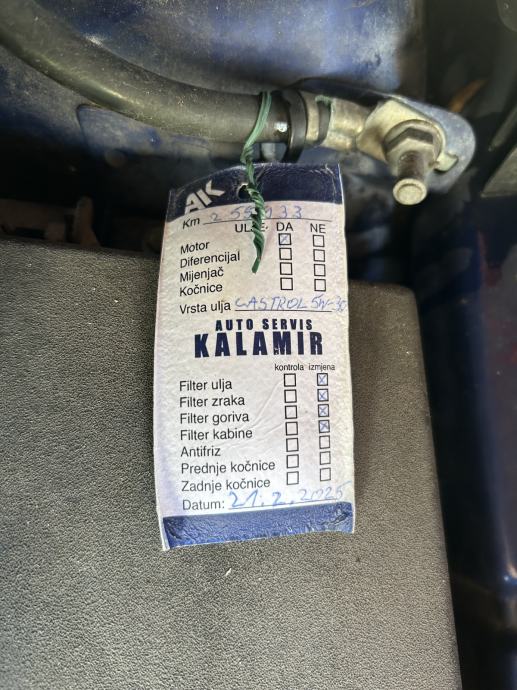 AK
Km
ULJE DA NE
Motor
Diferencijal
Mijenjač
Kočnice
Vrsta ulja CASTROL 5W-30
AUTO SERVIS
KALAMIR
kontrola izmjena
Filter ulja
Filter zraka
Filter goriva
Filter kabine
Antifriz
Prednje kočnice
Zadnje kočnice
Datum: 21.2.2025